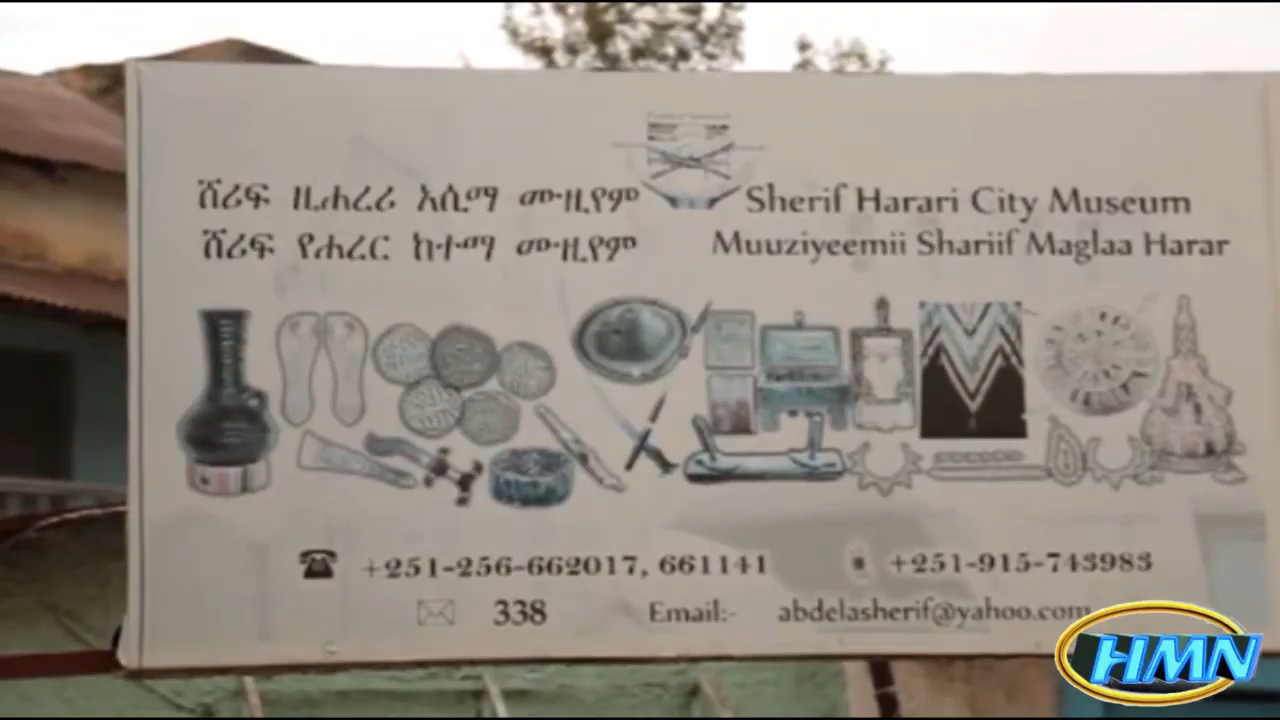 ሸሪፍ ዚሐረሪ እሲማ ሙዚየም
ሸሪፍ የሐረር ከተማ ሙዚየም
Sherif Harari City Museum
Muuziyeemii Shariif Maglaa Harar
+251-256-662017, 661141
+251-915-743983
338
Email:- abdelasherif@yahoo.com
HMN